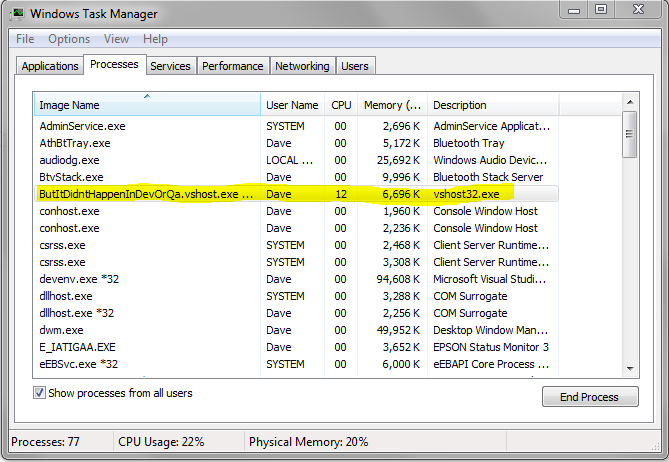 Windows Task Manager
File Options View Help
Applications Processes Services Performance Networking Users
Image Name User Name CPU Memory (... Description
AdminService.exe SYSTEM 00 2,696 K AdminService Applicat...
AthBtTray.exe Dave 00 5,172 K Bluetooth Tray
audiodg.exe LOCAL ... 00 25,692 K Windows Audio Devic...
BtvStack.exe Dave 00 9,996 K Bluetooth Stack Server
ButItDidntHappenInDevOrQa.vshost.exe ... Dave 12 6,696 K vshost32.exe
conhost.exe Dave 00 1,960 K Console Window Host
conhost.exe Dave 00 2,236 K Console Window Host
csrss.exe SYSTEM 00 2,468 K Client Server Runtime...
csrss.exe SYSTEM 00 3,308 K Client Server Runtime...
devenv.exe *32 Dave 00 94,608 K Microsoft Visual Studi...
dllhost.exe SYSTEM 00 3,288 K COM Surrogate
dllhost.exe *32 Dave 00 2,256 K COM Surrogate
dwm.exe Dave 00 49,952 K Desktop Window Man...
E_IATIGAA.EXE Dave 00 3,652 K EPSON Status Monitor 3
eEBSvc.exe *32 SYSTEM 00 6,000 K eEBAPI Core Process ...
Show processes from all users
End Process
Processes: 77 CPU Usage: 22% Physical Memory: 20%